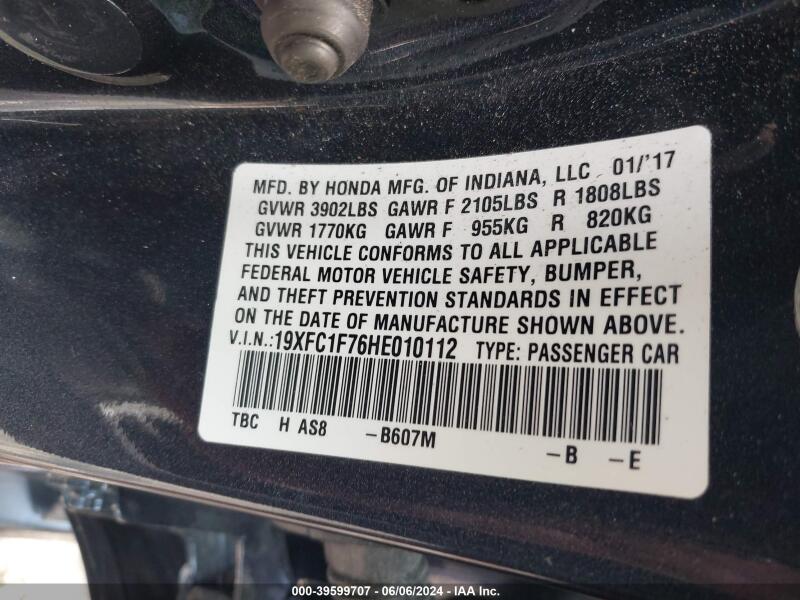 MFD. BY HONDA MFG. OF INDIANA, LLC 01/'17
GVWR 3902LBS GAWR F 2105LBS R 1808LBS
GVWR 1770KG GAWR F 955KG R 820KG
THIS VEHICLE CONFORMS TO ALL APPLICABLE
FEDERAL MOTOR VEHICLE SAFETY, BUMPER,
AND THEFT PREVENTION STANDARDS IN EFFECT
ON THE DATE OF MANUFACTURE SHOWN ABOVE.
V.I.N.:19XFC1F76HE010112 TYPE: PASSENGER CAR
TBC H AS8 -B607M -B -E
000-39599707 - 06/06/2024 - IAA Inc.